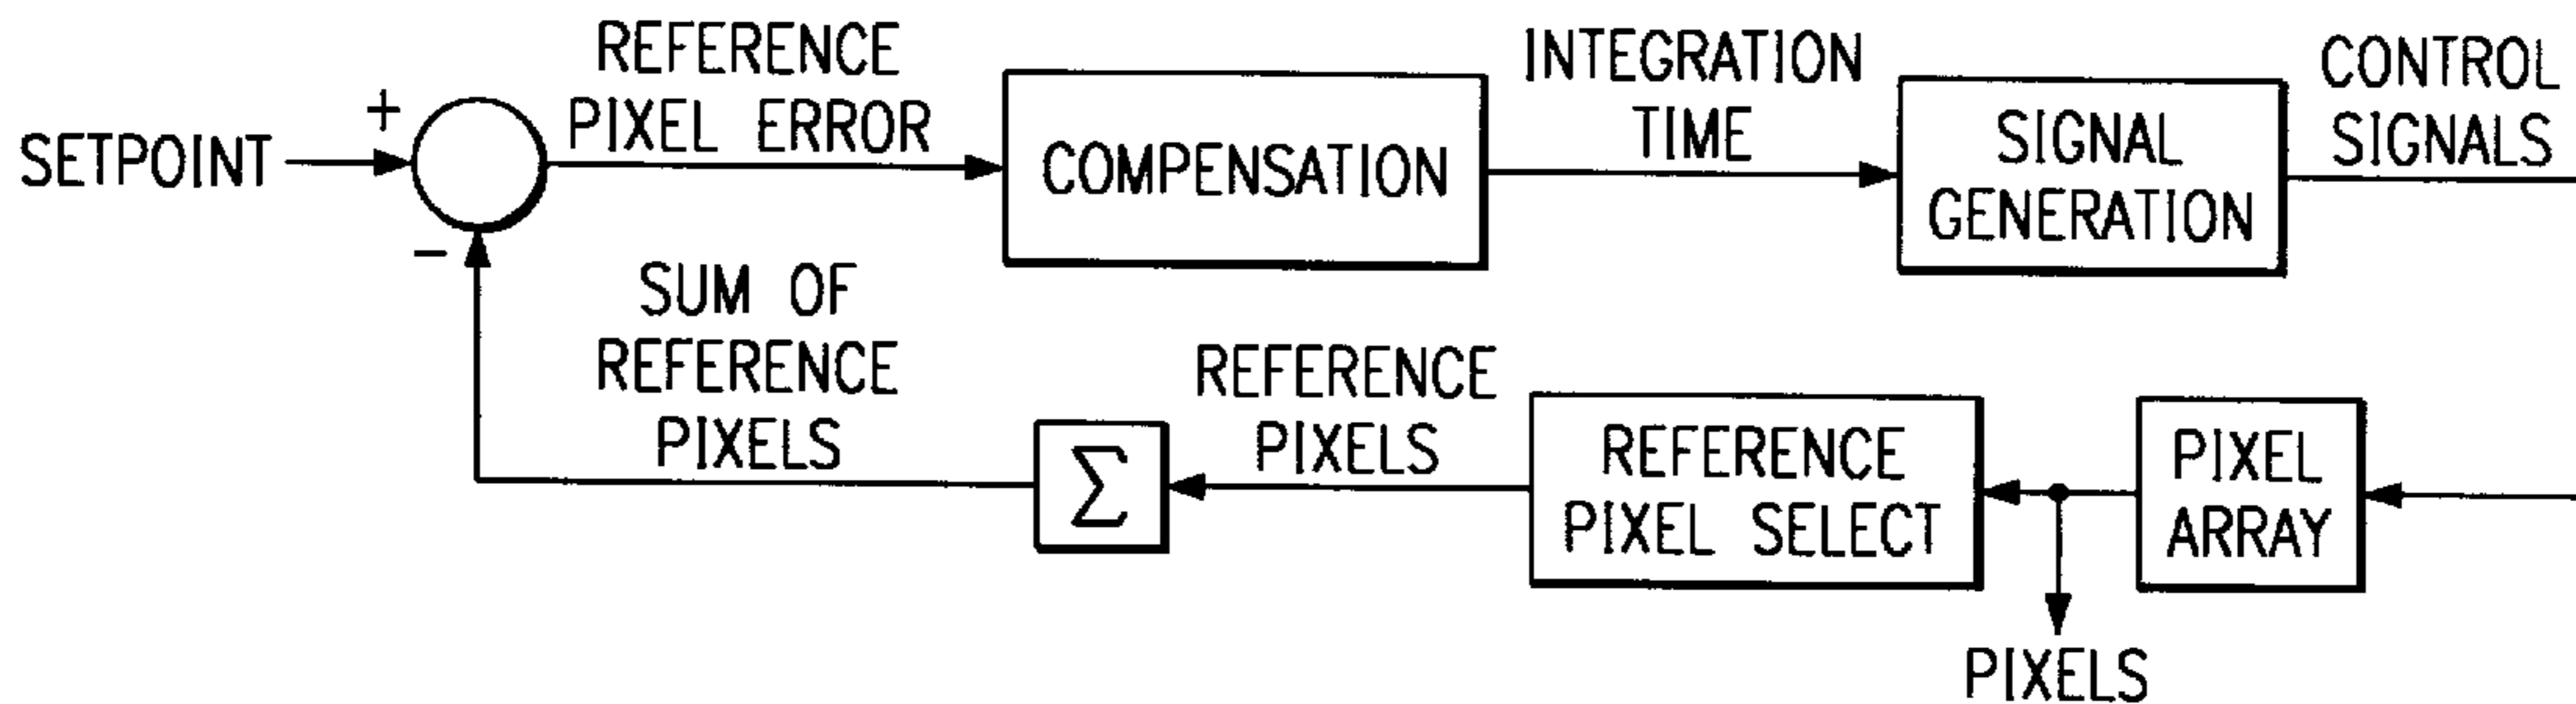 REFERENCE
PIXEL ERROR
INTEGRATION
TIME
CONTROL
SIGNALS
SETPOINT
+
-
COMPENSATION
SIGNAL
GENERATION
SUM OF
REFERENCE
PIXELS
Σ
REFERENCE
PIXELS
REFERENCE
PIXEL SELECT
PIXEL
ARRAY
PIXELS